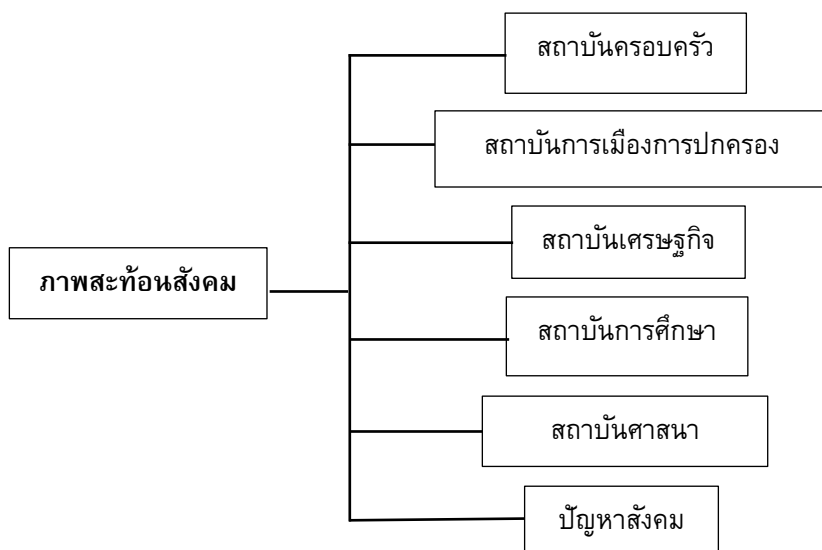 สถาบันครอบครัว
สถาบันการเมืองการปกครอง
สถาบันเศรษฐกิจ
ภาพสะท้อนสังคม
สถาบันการศึกษา
สถาบันศาสนา
ปัญหาสังคม